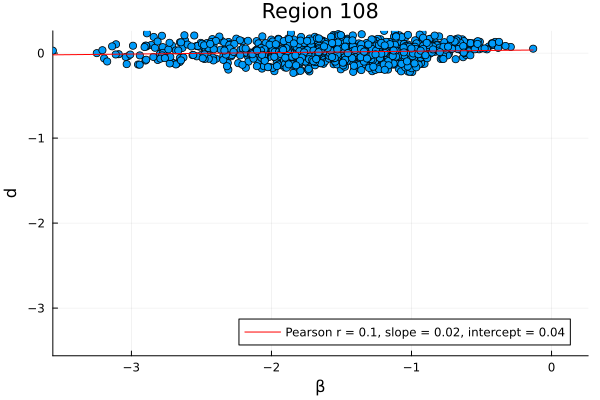 Region 108
d
0
−1
−2
−3
Pearson r = 0.1, slope = 0.02, intercept = 0.04
−3 −2 −1 0
β